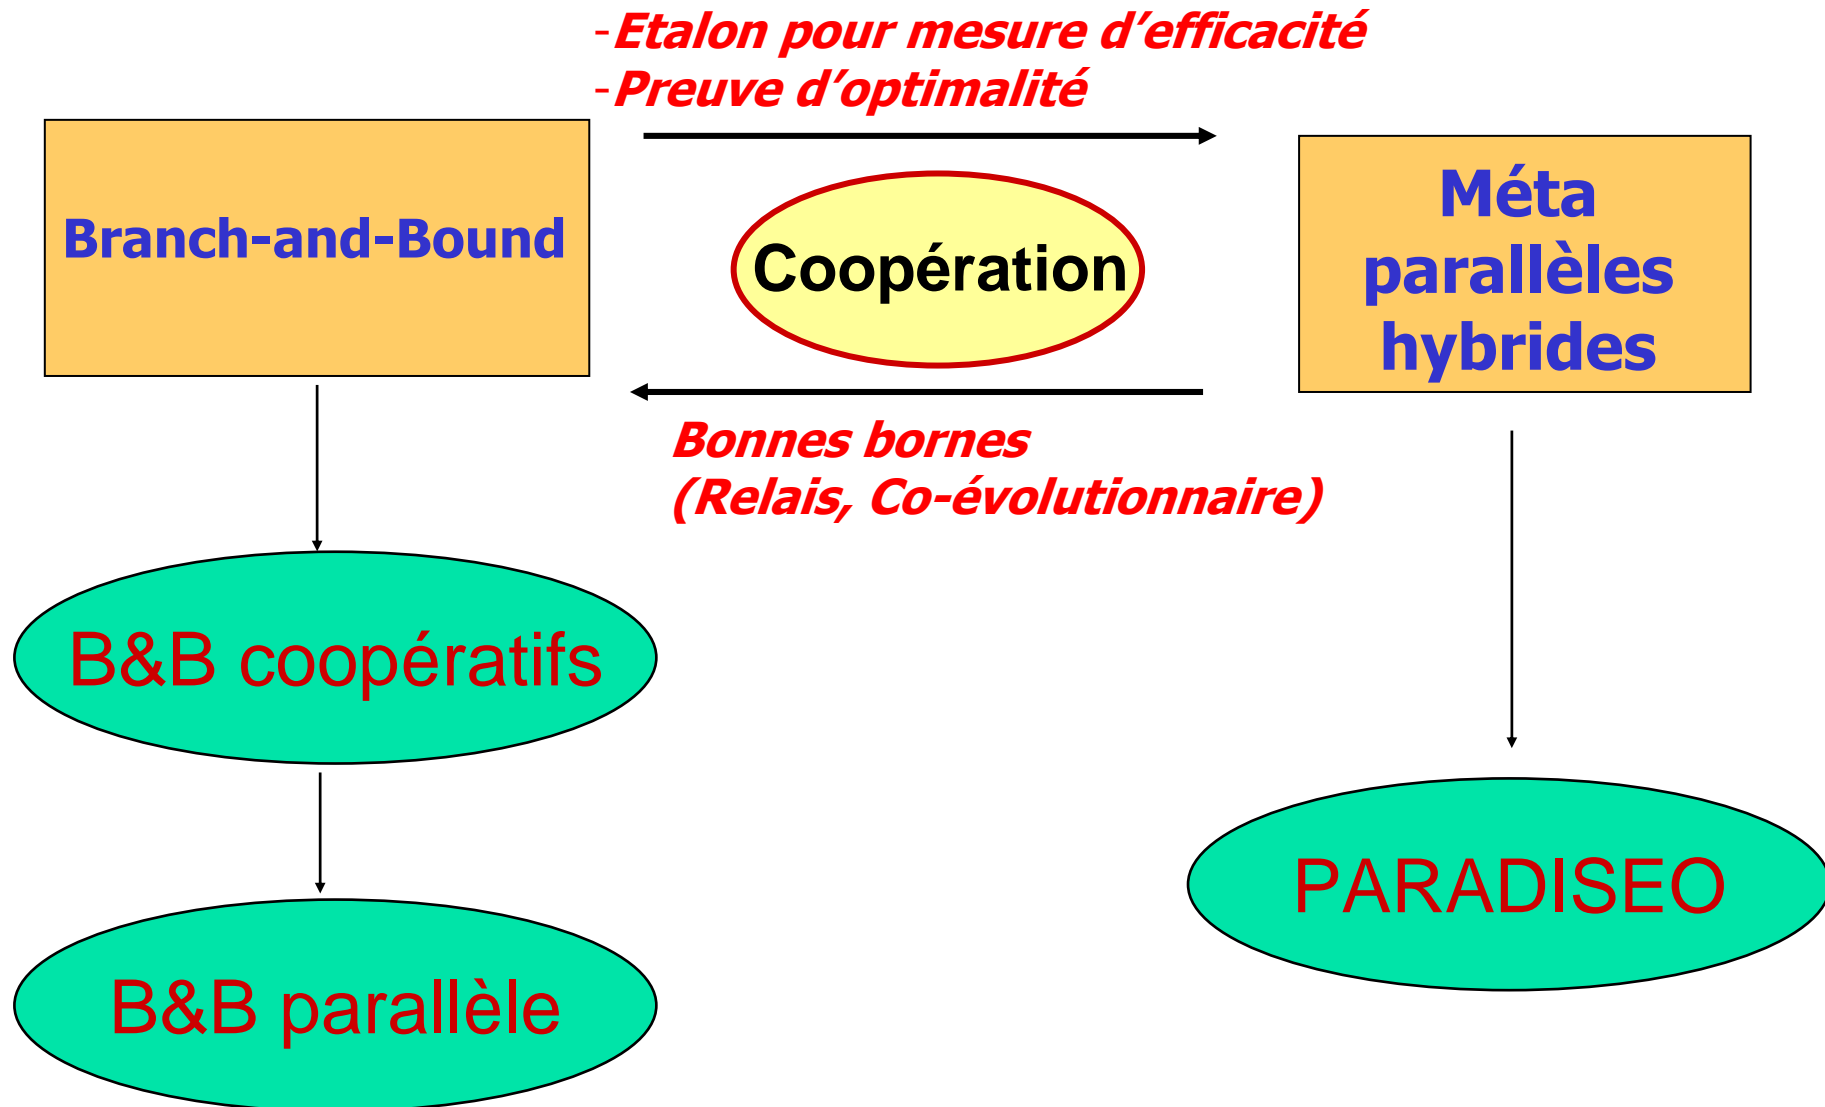 -Etalon pour mesure d’efficacité
-Preuve d’optimalité
Branch-and-Bound
Coopération
Méta
parallèles
hybrides
Bonnes bornes
(Relais, Co-évolutionnaire)
B&B coopératifs
PARADISEO
B&B parallèle